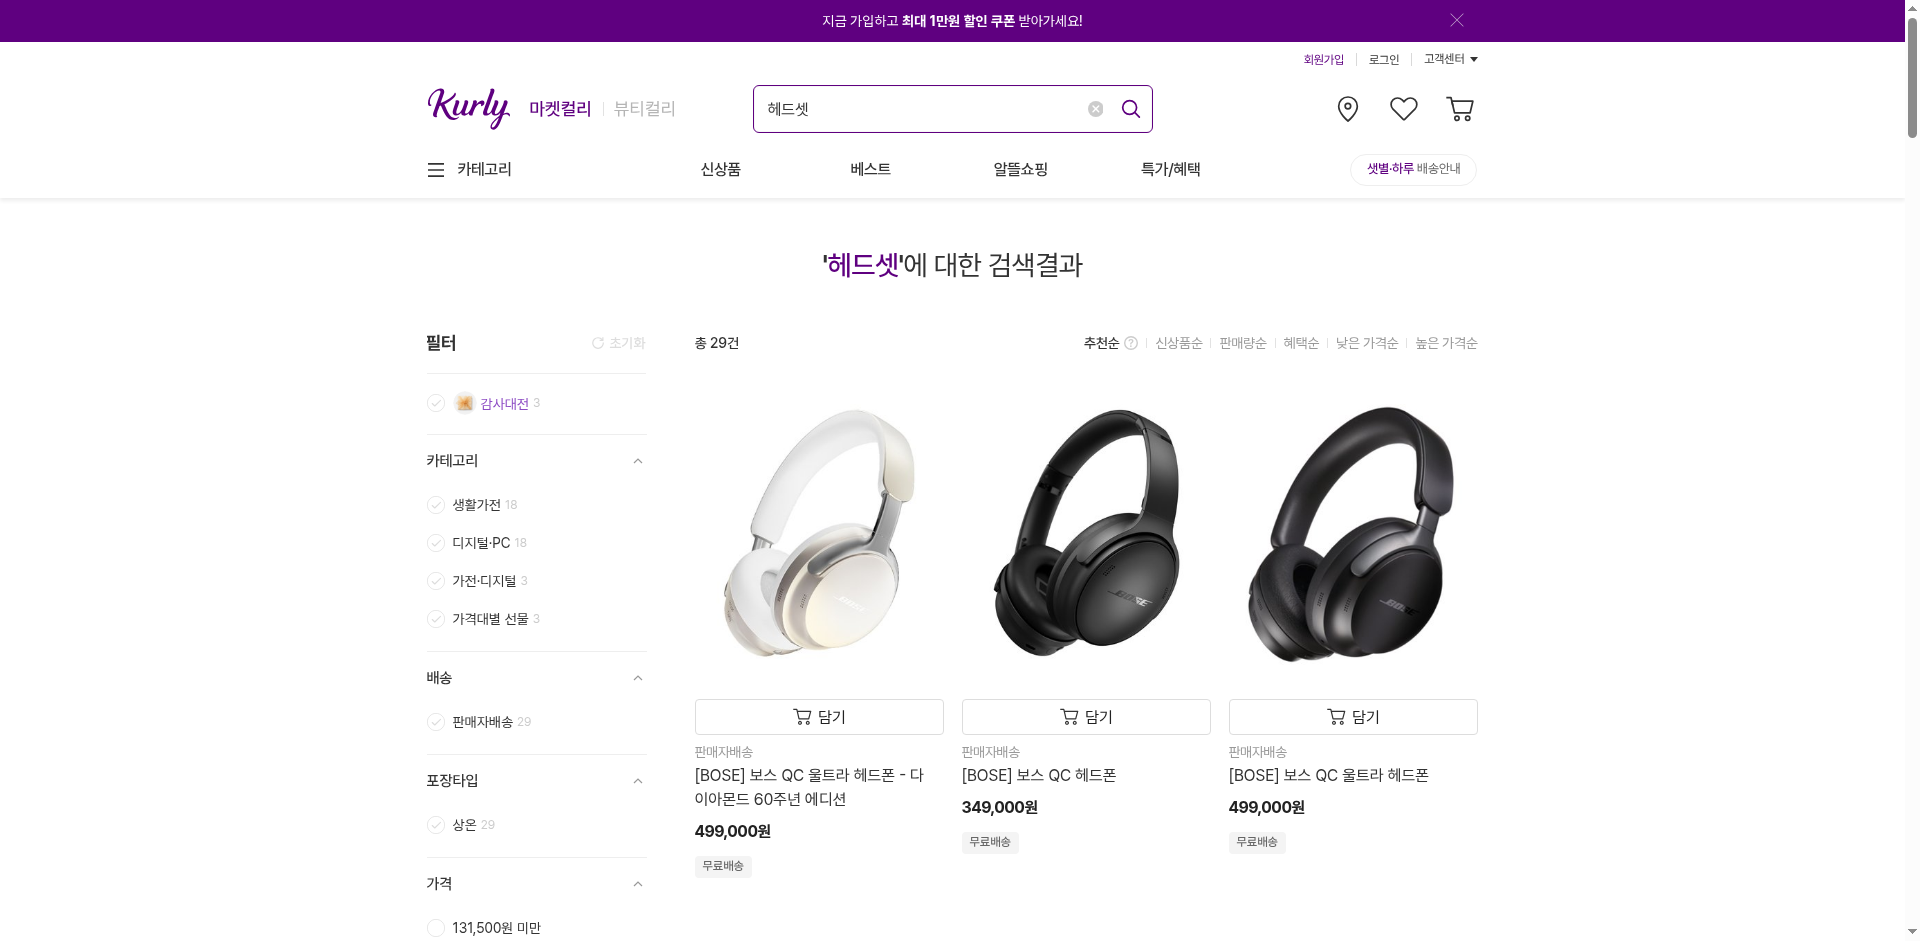 지금 가입하고 최대 1만원 할인 쿠폰 받아가세요!
회원가입 로그인 고객센터
Kurly 마켓컬리 뷰티컬리 헤드셋
카테고리 신상품 베스트 알뜰쇼핑 특가/혜택 샛별·하루 배송안내
'헤드셋'에 대한 검색결과
필터 초기화
총 29건 추천순 ? 신상품순 판매량순 혜택순 낮은 가격순 높은 가격순
감사대전 3
카테고리
생활가전 18
디지털·PC 18
가전·디지털 3
가격대별 선물 3
배송
판매자배송 29
포장타입
상온 29
가격
131,500원 미만
BOSE
BOSE
BOSE
담기
판매자배송
[BOSE] 보스 QC 울트라 헤드폰 - 다
이아몬드 60주년 에디션
499,000원
무료배송
담기
판매자배송
[BOSE] 보스 QC 헤드폰
349,000원
무료배송
담기
판매자배송
[BOSE] 보스 QC 울트라 헤드폰
499,000원
무료배송